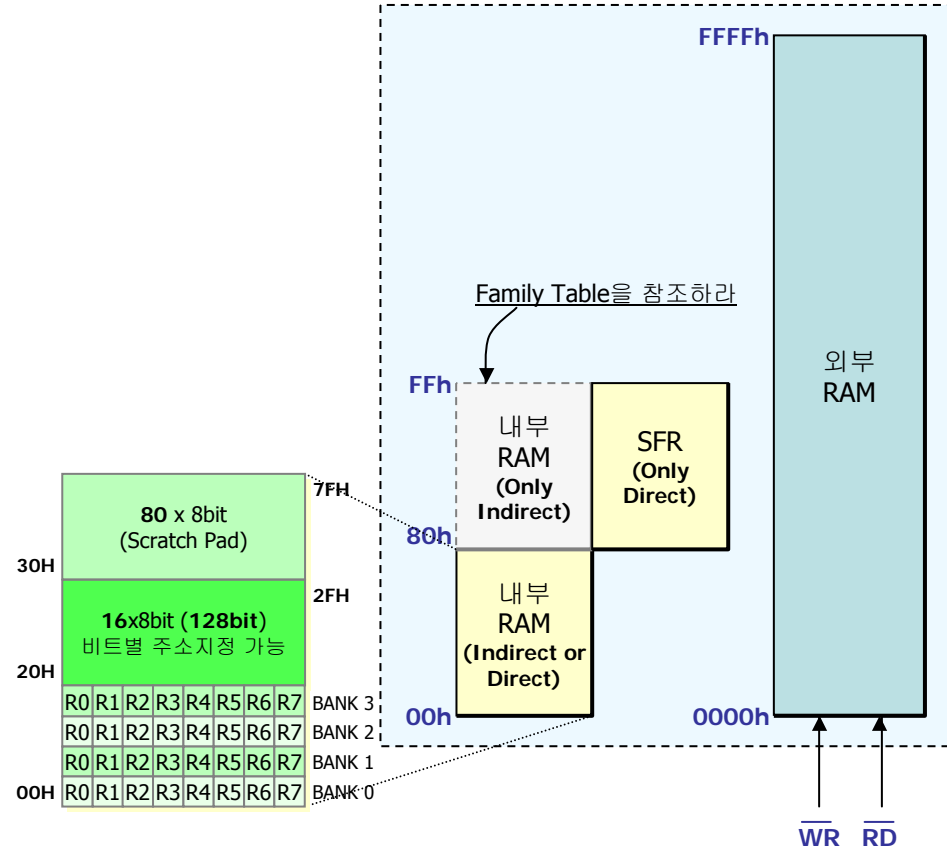 FFFFh
Family Table을 참조하라
외부
RAM
FFh
내부
RAM
(Only
Indirect)
SFR
(Only
Direct)
80h
내부
RAM
(Indirect or
Direct)
00h
0000h
WR RD
7FH
80 x 8bit
(Scratch Pad)
30H
2FH
16x8bit (128bit)
비트별 주소지정 가능
20H
R0 R1 R2 R3 R4 R5 R6 R7 BANK 3
R0 R1 R2 R3 R4 R5 R6 R7 BANK 2
R0 R1 R2 R3 R4 R5 R6 R7 BANK 1
00H R0 R1 R2 R3 R4 R5 R6 R7 BANK 0